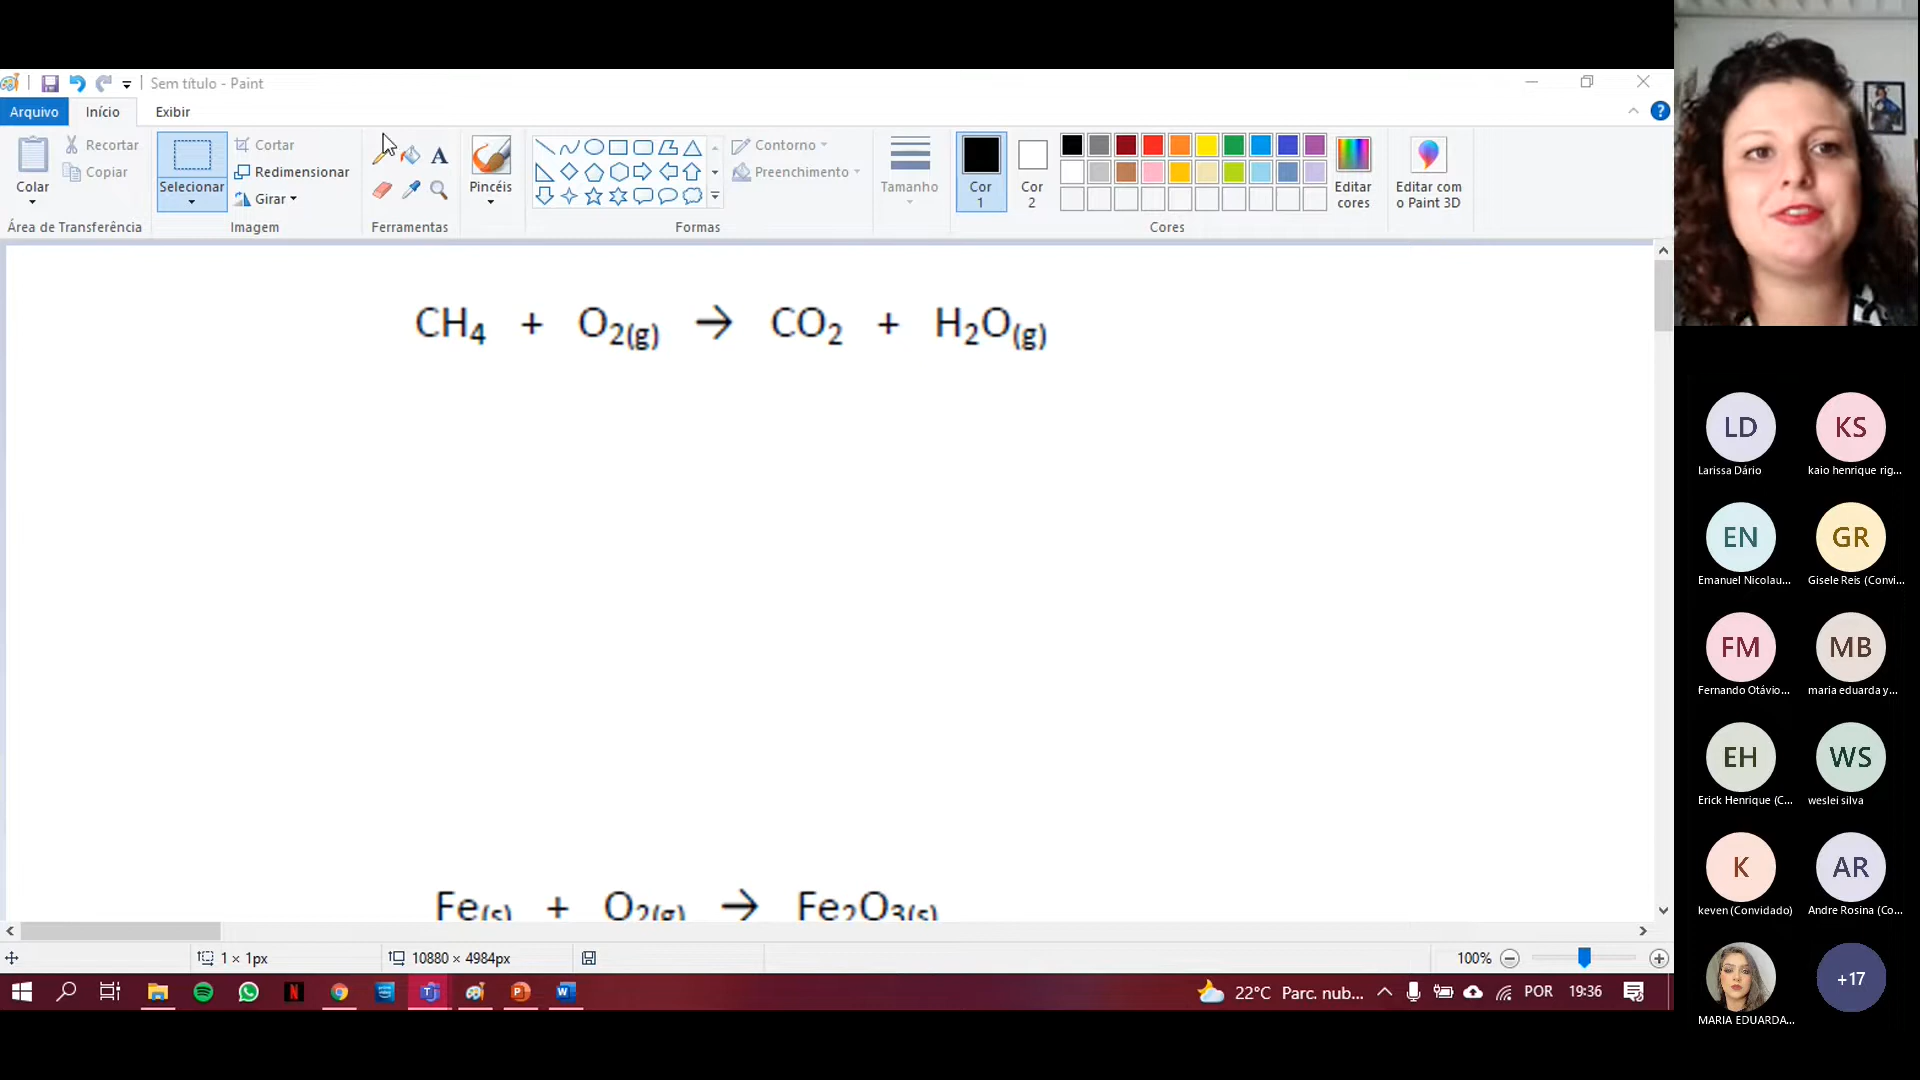 Sem título - Paint
Arquivo Início Exibir
Colar
Recortar
Copiar
Área de Transferência
Selecionar
Cortar
Redimensionar
Girar
Imagem
A
Ferramentas
Pincéis
Contorno
Preenchimento
Formas
Tamanho
Cor 1
Cor 2
Cores
Editar cores
Editar com o Paint 3D
?
CH₄ + O₂(g) → CO₂ + H₂O(g)
Fe(s) + O₂(g) → Fe₂O₃(s)
1 × 1px 10880 × 4984px 100%
22°C Parc. nub... POR 19:36
LD
Larissa Dário
KS
kaio henrique rig...
EN
Emanuel Nicolau...
GR
Gisele Reis (Convi...
FM
Fernando Otávio...
MB
maria eduarda y...
EH
Erick Henrique (C...
WS
weslei silva
K
keven (Convidado)
AR
Andre Rosina (Co...
MARIA EDUARDA...
+17